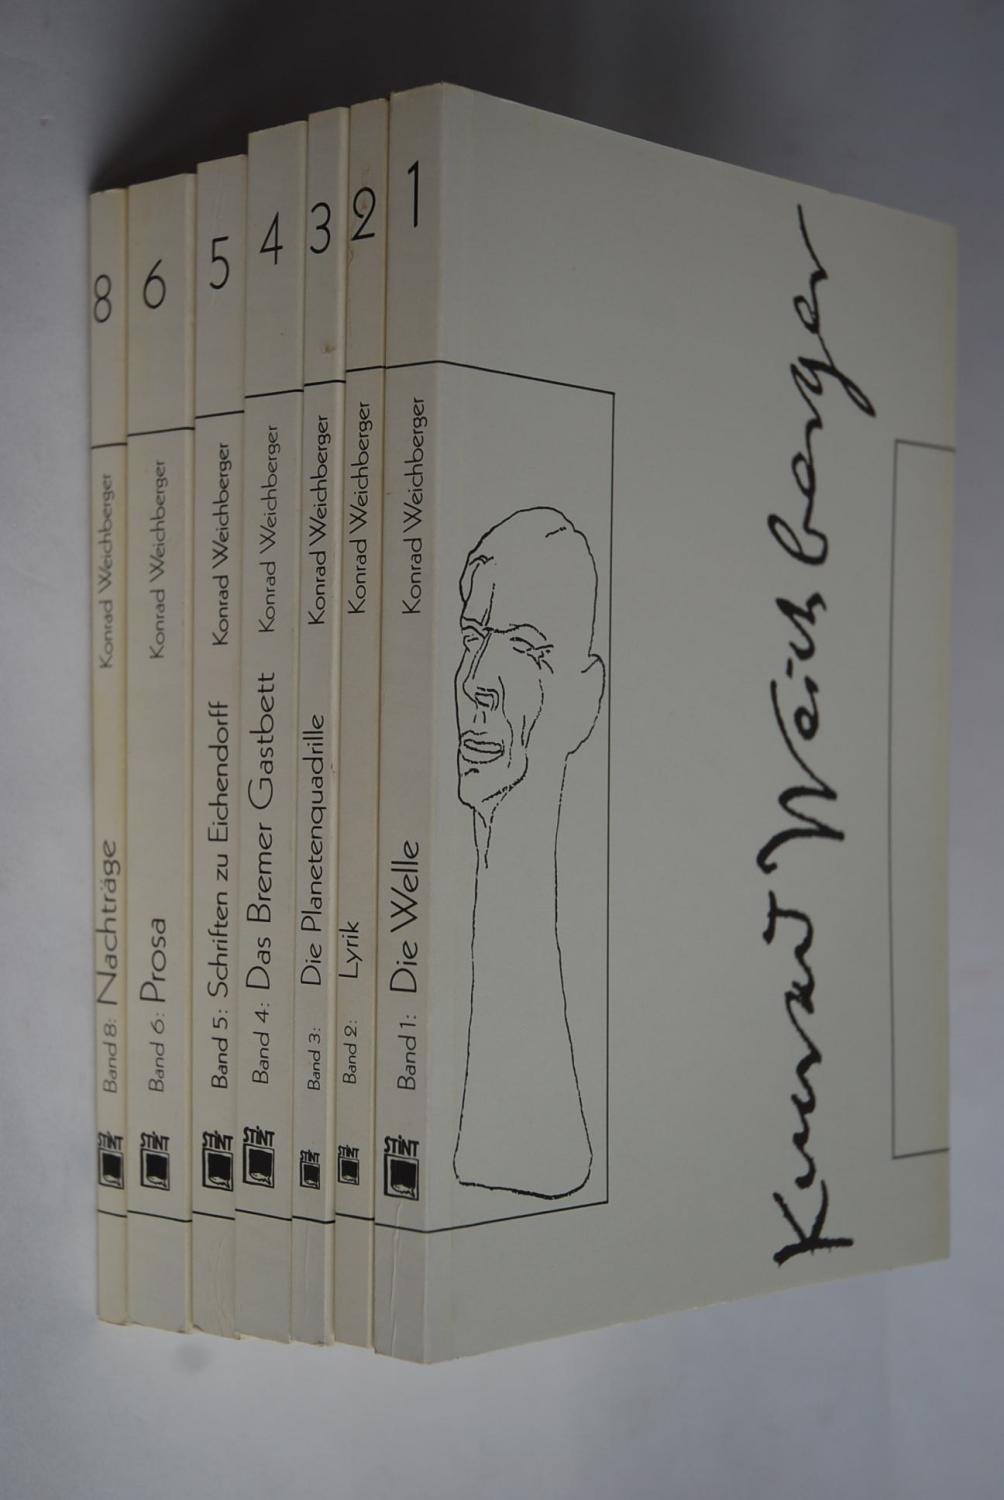 8
Konrad Weichberger
Band 8: Nachträge
STINT
6
Konrad Weichberger
Band 6: Prosa
STINT
5
Konrad Weichberger
Band 5: Schriften zu Eichendorff
STINT
4
Konrad Weichberger
Band 4: Das Bremer Gastbett
STINT
3
Konrad Weichberger
Band 3: Die Planetenquadrille
STINT
2
Konrad Weichberger
Band 2: Lyrik
STINT
1
Konrad Weichberger
Band 1: Die Welle
STINT
Konrad Weichberger